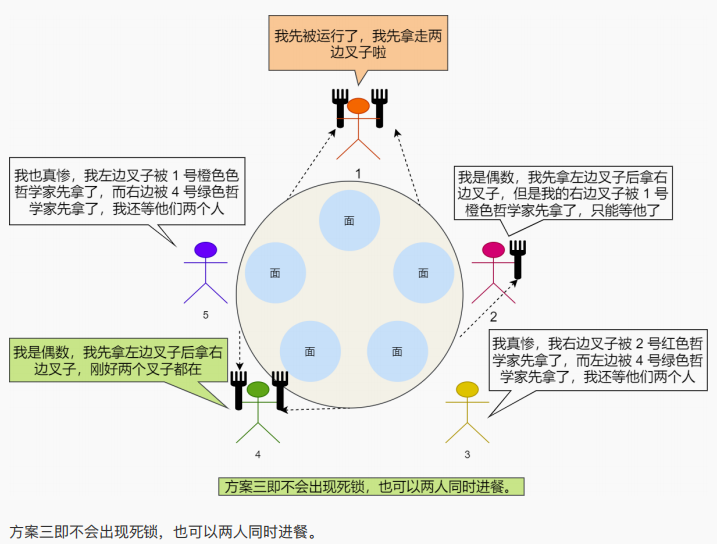 我先被运行了，我先拿走两
边叉子啦
1
我也真惨，我左边叉子被 1 号橙色色
哲学家先拿了，而右边被 4 号绿色哲
学家先拿了，我还等他们两个人
我是偶数，我先拿左边叉子后拿右
边叉子，但是我的右边叉子被 1 号
橙色哲学家先拿了，只能等他了
面
面
面
5
2
我是偶数，我先拿左边叉子后拿右
边叉子，刚好两个叉子都在
面
面
我真惨，我右边叉子被 2 号红色哲
学家先拿了，而左边被 4 号绿色哲
学家先拿了，我还等他们两个人
4
3
方案三即不会出现死锁，也可以两人同时进餐。
方案三即不会出现死锁，也可以两人同时进餐。